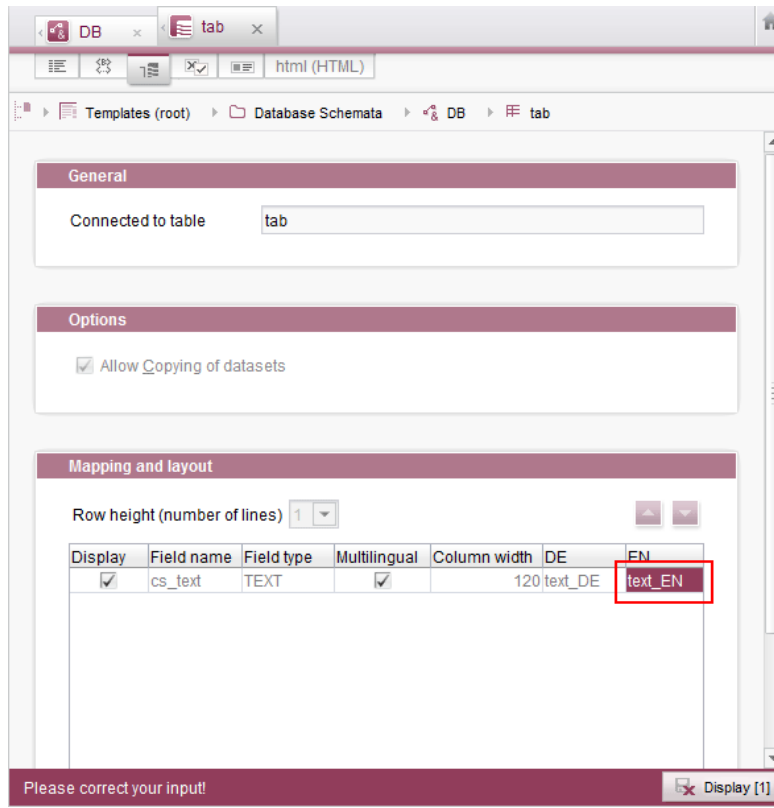 DB
tab
html (HTML)
Templates (root) Database Schemata DB tab
General
Connected to table tab
Options
Allow Copying of datasets
Mapping and layout
Row height (number of lines) 1
Display Field name Field type Multilingual Column width DE EN
cs_text TEXT 120 text_DE text_EN
Please correct your input! Display [1]